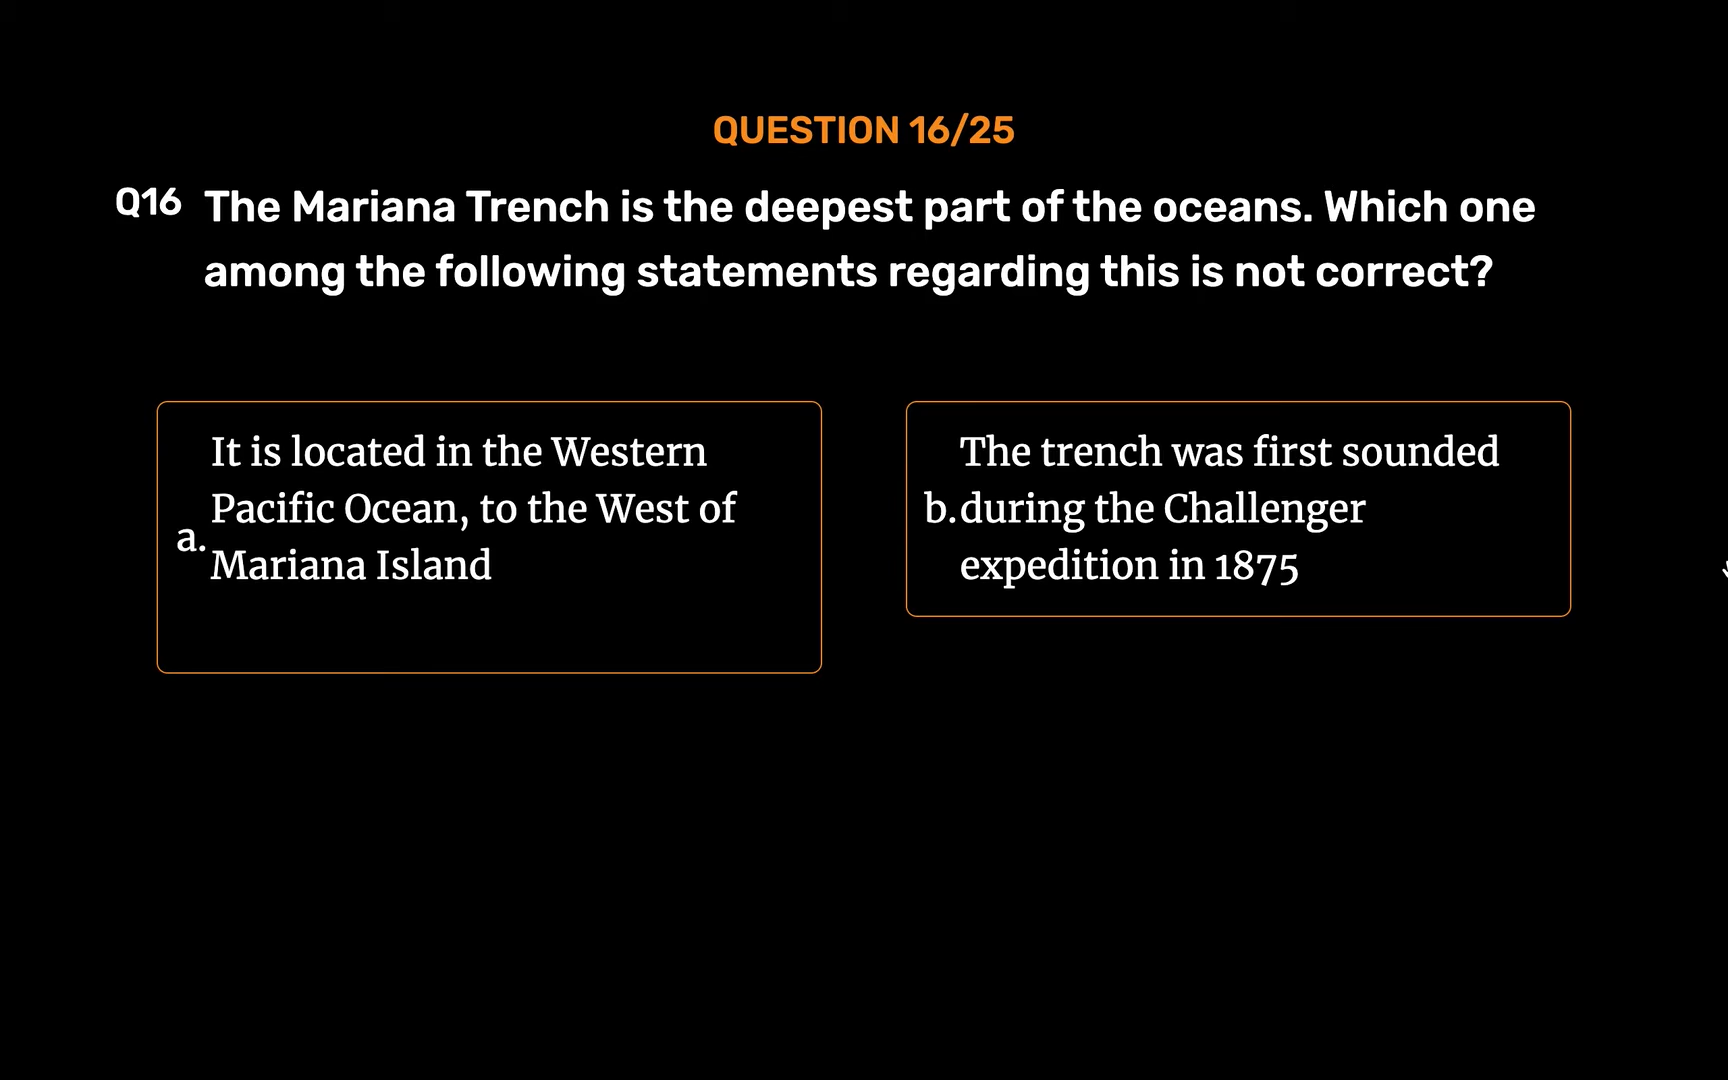 QUESTION 16/25
Q16 The Mariana Trench is the deepest part of the oceans. Which one
among the following statements regarding this is not correct?
a. It is located in the Western
Pacific Ocean, to the West of
Mariana Island
b. The trench was first sounded
during the Challenger
expedition in 1875